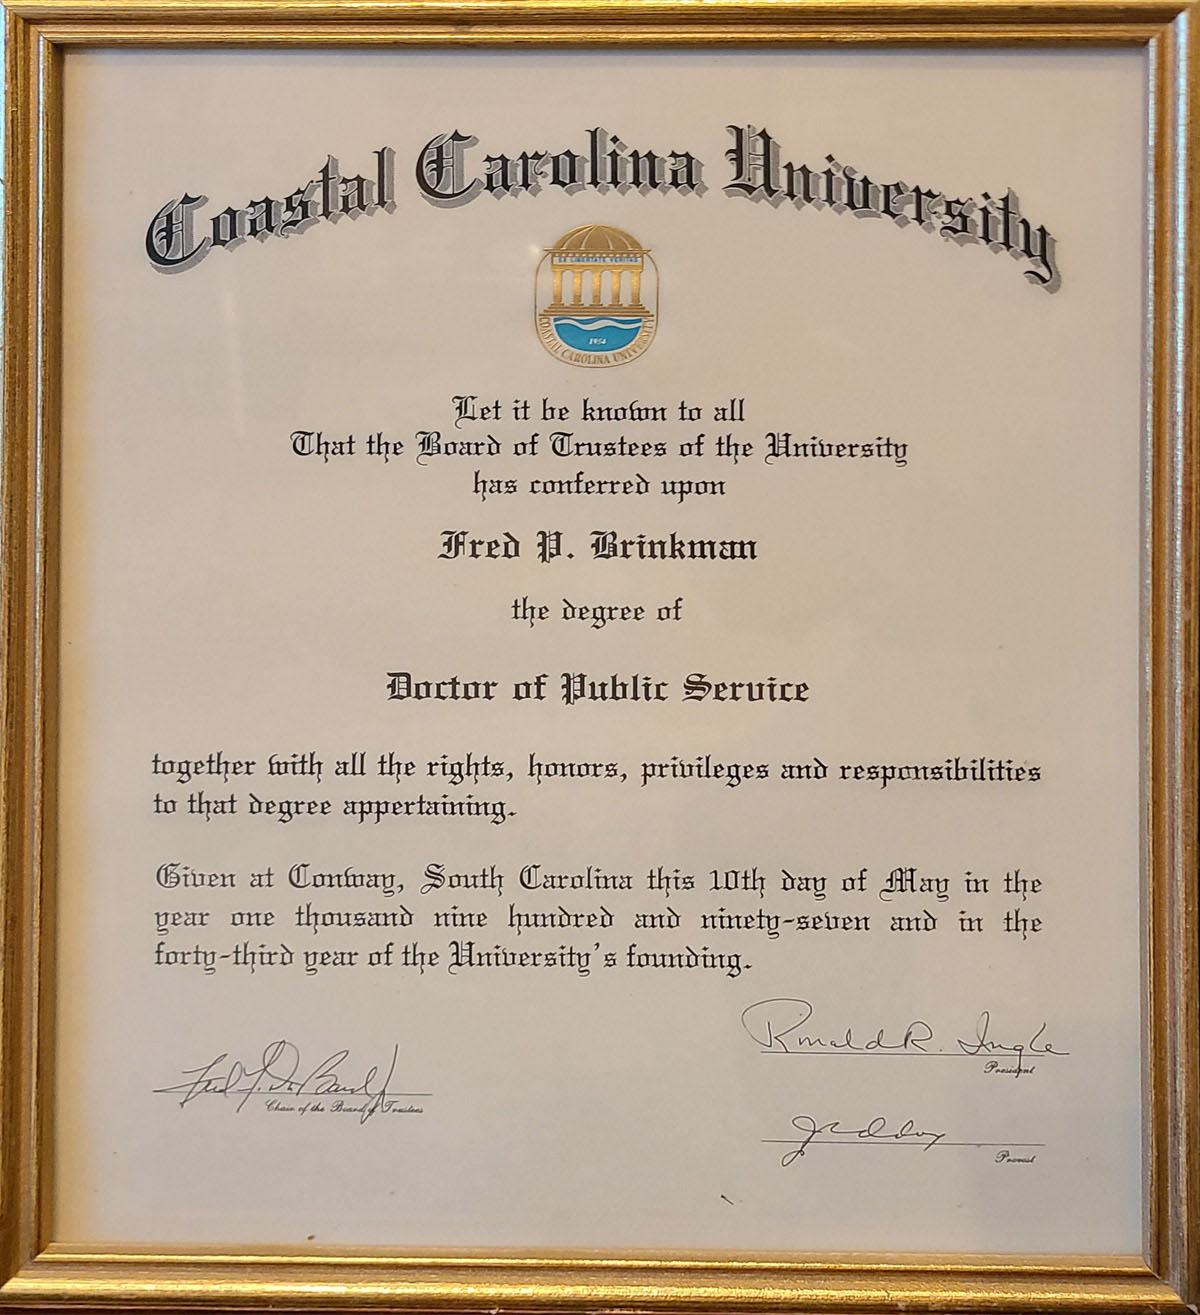 Coastal Carolina University
EX LIBERTATE VERITAS
1954
COASTAL CAROLINA UNIVERSITY
Let it be known to all
That the Board of Trustees of the University
has conferred upon
Fred P. Brinkman
the degree of
Doctor of Public Service
together with all the rights, honors, privileges and responsibilities
to that degree appertaining.
Given at Conway, South Carolina this 10th day of May in the
year one thousand nine hundred and ninety-seven and in the
forty-third year of the University's founding.
Ronald R. Ingle
President
Chair of the Board of Trustees
Provost